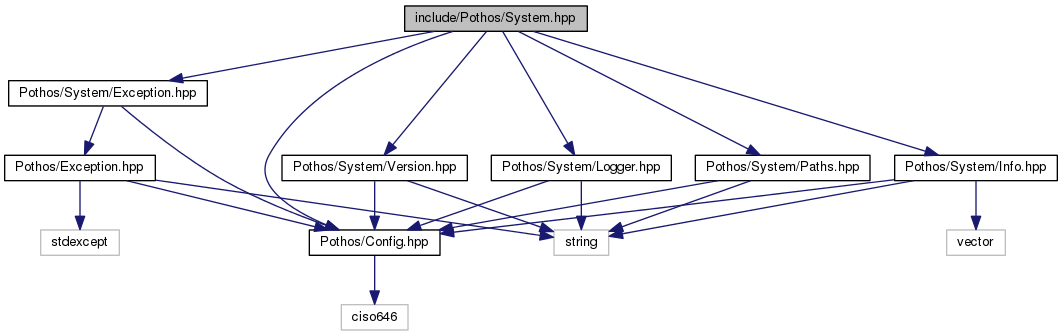 include/Pothos/System.hpp
Pothos/System/Exception.hpp
Pothos/Exception.hpp
Pothos/System/Version.hpp
Pothos/System/Logger.hpp
Pothos/System/Paths.hpp
Pothos/System/Info.hpp
stdexcept
Pothos/Config.hpp
string
vector
ciso646